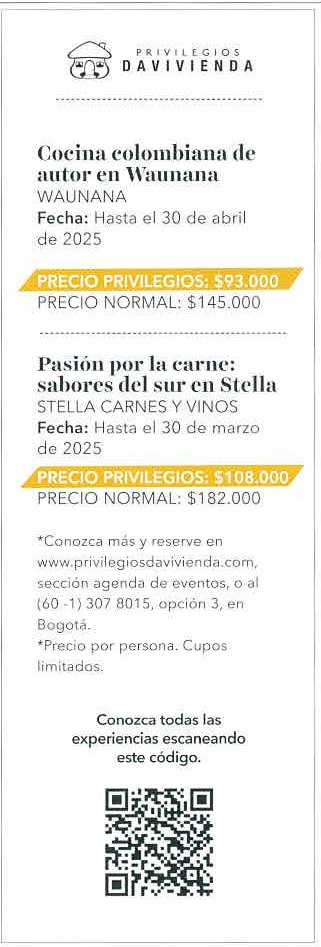 PRIVILEGIOS
DAVIVIENDA
Cocina colombiana de
autor en Waunana
WAUNANA
Fecha: Hasta el 30 de abril
de 2025
PRECIO PRIVILEGIOS: $93.000
PRECIO NORMAL: $145.000
Pasión por la carne:
sabores del sur en Stella
STELLA CARNES Y VINOS
Fecha: Hasta el 30 de marzo
de 2025
PRECIO PRIVILEGIOS: $108.000
PRECIO NORMAL: $182.000
*Conozca más y reserve en
www.privilegiosdavivienda.com,
sección agenda de eventos, o al
(60 -1) 307 8015, opción 3, en
Bogotá.
*Precio por persona. Cupos
limitados.
Conozca todas las
experiencias escaneando
este código.